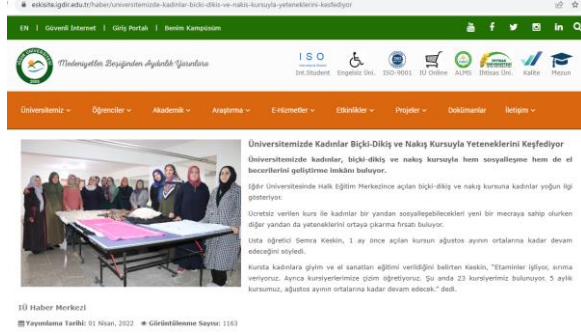 eskisite.igdir.edu.tr/haber/universitemizde-kadinlar-bicki-dikis-ve-nakis-kursuyla-yeteneklerini-kesfediyor
EN | Güvenli İnternet | Giriş Portalı | Benim Kampüsüm
Medeniyetler Beşiğinden Aydınlık Yarınlara
ISO
Int.Student Engelsiz Üni. ISO-9001 IÜ Online ALMS İhtisas Üni. Kalite Mezun
Üniversitemiz Öğrenciler Akademik Araştırma E-Hizmetler Etkinlikler Projeler Dokümanlar İletişim
Üniversitemizde Kadınlar Biçki-Dikiş ve Nakış Kursuyla Yeteneklerini Keşfediyor
Üniversitemizde kadınlar, biçki-dikiş ve nakış kursuyla hem sosyalleşme hem de el
becerilerini geliştirme imkânı buluyor.
Iğdır Üniversitesinde Halk Eğitim Merkezince açılan biçki-dikiş ve nakış kursuna kadınlar yoğun ilgi
gösteriyor.
Ücretsiz verilen kurs ile kadınlar bir yandan sosyalleşebilecekleri yeni bir mecraya sahip olurken
diğer yandan da yeteneklerini ortaya çıkarma fırsatı buluyor.
Usta öğretici Semra Keskin, 1 ay önce açılan kursun ağustos ayının ortalarına kadar devam
edeceğini söyledi.
Kursta kadınlara giyim ve el sanatları eğitimi verildiğini belirten Keskin, "Etaminler işliyor, sırıma
veriyoruz. Ayrıca kursiyerlerimize çizim öğretiyoruz. Şu anda 23 kursiyerimiz bulunuyor. 5 aylık
kursumuz, ağustos ayının ortalarına kadar devam edecek." dedi.
IÜ Haber Merkezi
Yayımlama Tarihi: 01 Nisan, 2022 Görüntülenme Sayısı: 1163